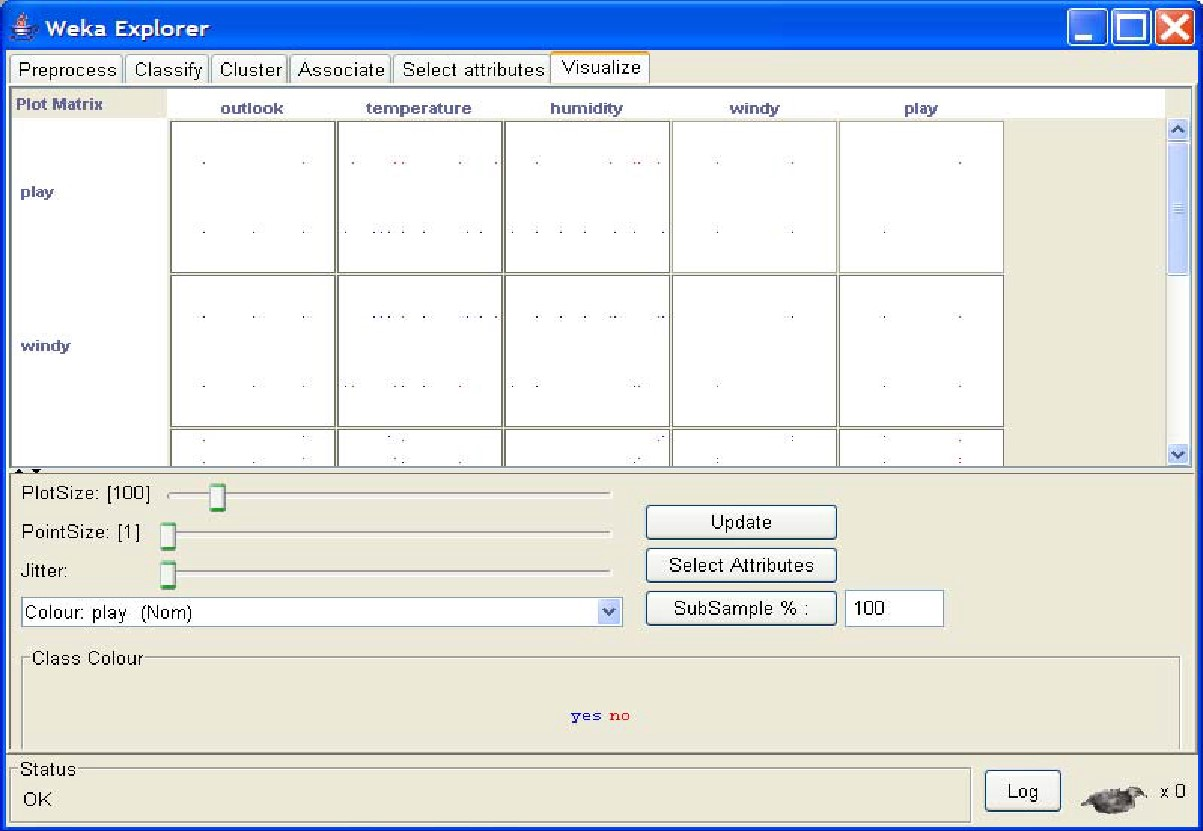 Weka Explorer
Preprocess Classify Cluster Associate Select attributes Visualize
Plot Matrix outlook temperature humidity windy play
play
windy
PlotSize: [100]
PointSize: [1]
Jitter:
Update
Select Attributes
Colour: play (Nom)
SubSample % : 100
Class Colour
yes no
Status
OK
Log x 0